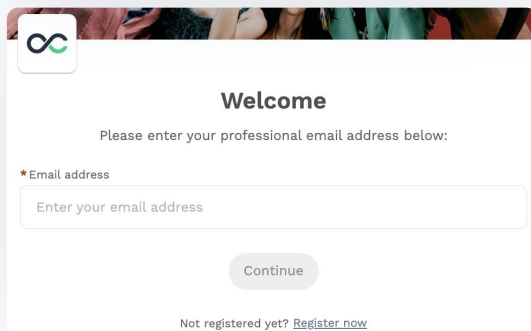 Welcome
Please enter your professional email address below:
* Email address
Enter your email address
Continue
Not registered yet? Register now